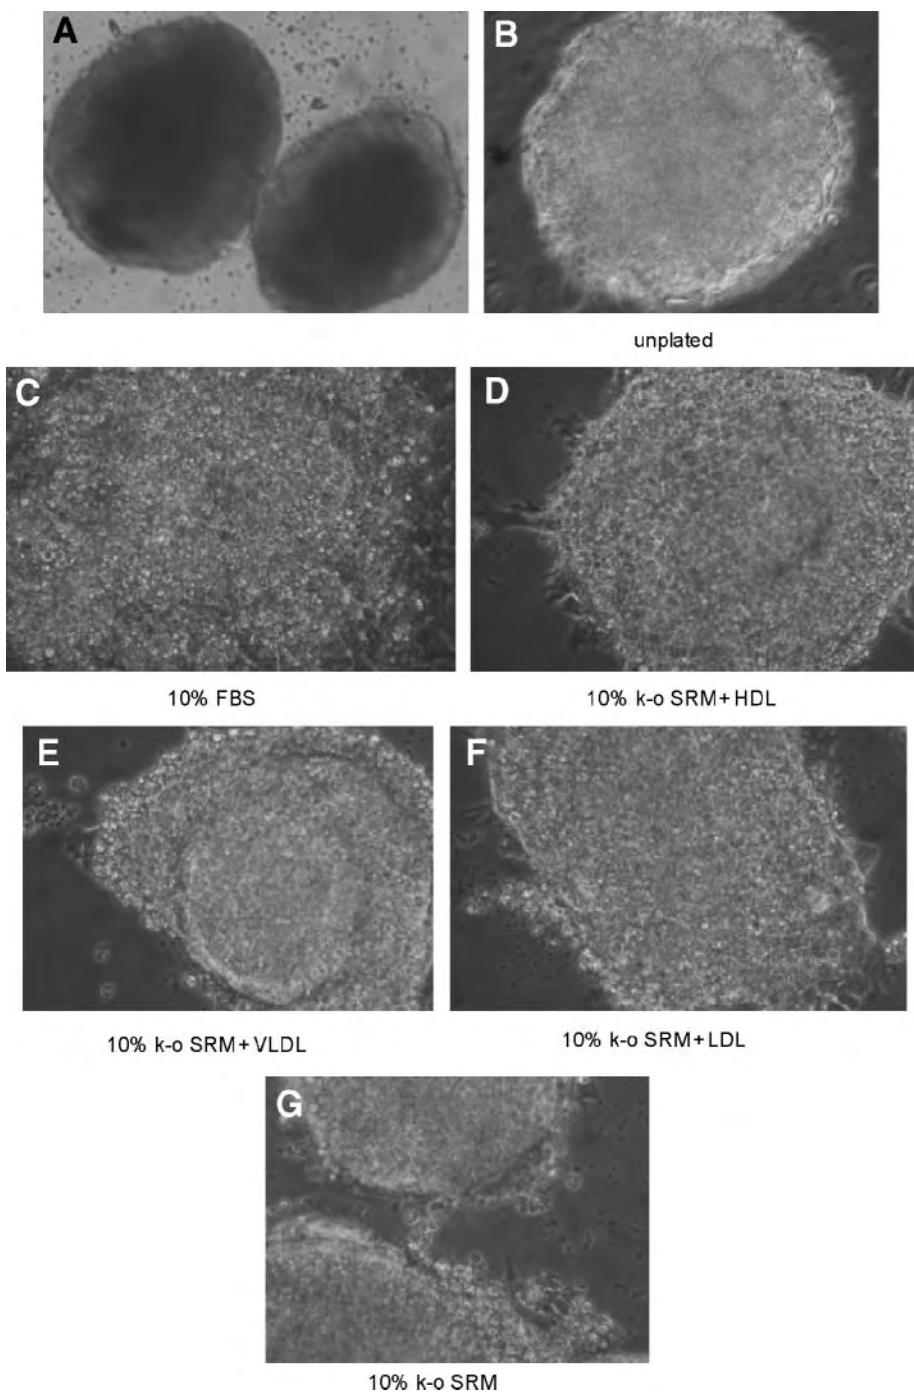 A
B
unplated
C
D
10% FBS
10% k-o SRM+HDL
E
F
10% k-o SRM+VLDL
10% k-o SRM+LDL
G
10% k-o SRM